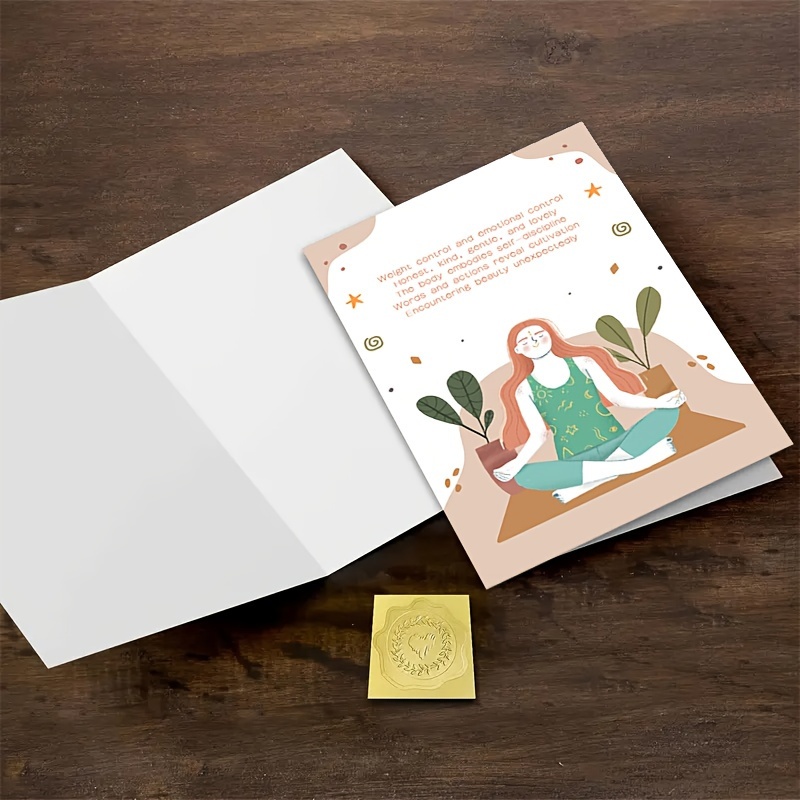 Weight control and emotional control
Honest, kind, gentle, and lovely
The body embodies self-discipline
Words and actions reveal cultivation
Encountering beauty unexpectedly